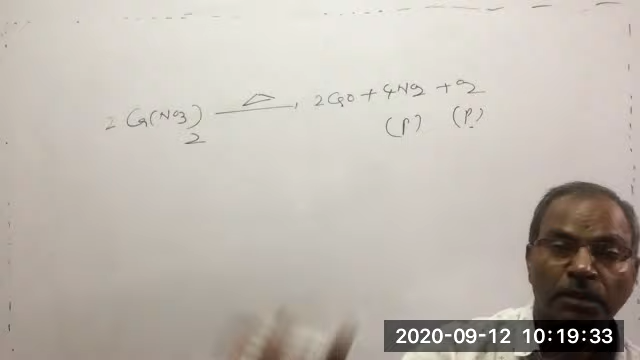 2 Ca(NO3)2 →Δ 2CaO + 4NO2 + O2
(P) (P)
2020-09-12 10:19:33